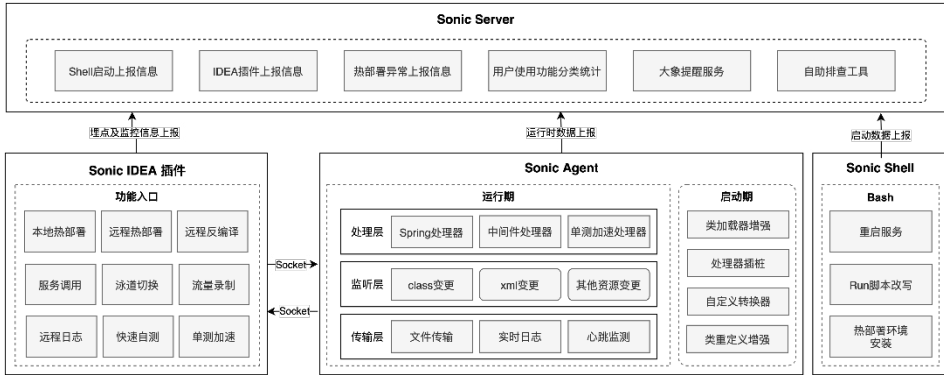 Sonic Server
Shell启动上报信息
IDEA插件上报信息
热部署异常上报信息
用户使用功能分类统计
大象提醒服务
自助排查工具
埋点及监控信息上报
运行时数据上报
启动数据上报
Sonic IDEA 插件
功能入口
本地热部署
远程热部署
远程反编译
服务调用
泳道切换
流量录制
远程日志
快速自测
单测加速
Socket
Socket
Sonic Agent
运行期
处理层
Spring处理器
中间件处理器
单测加速处理器
监听层
class变更
xml变更
其他资源变更
传输层
文件传输
实时日志
心跳监测
启动期
类加载器增强
处理器插桩
自定义转换器
类重定义增强
Sonic Shell
Bash
重启服务
Run脚本改写
热部署环境
安装